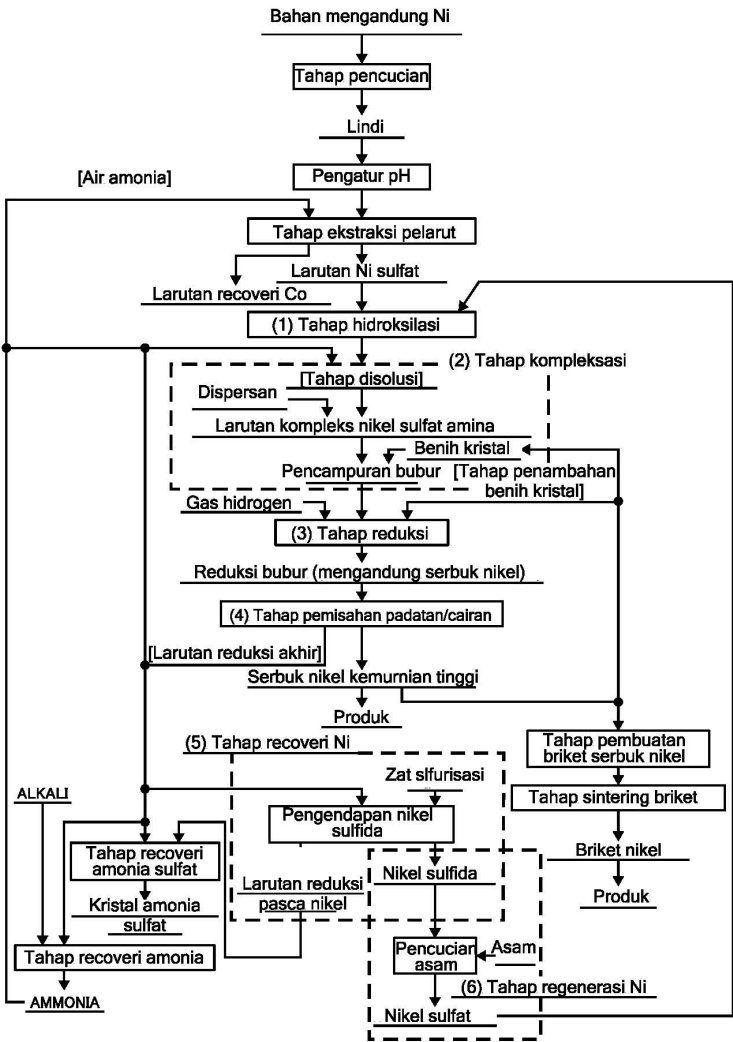 Bahan mengandung Ni
Tahap pencucian
Lindi
Pengatur pH
[Air amonia]
Tahap ekstraksi pelarut
Larutan Ni sulfat
Larutan recoveri Co
(1) Tahap hidroksilasi
(2) Tahap kompleksasi
[Tahap disolusi]
Dispersan
Larutan kompleks nikel sulfat amina
Benih kristal
Pencampuran bubur
[Tahap penambahan
benih kristal]
Gas hidrogen
(3) Tahap reduksi
Reduksi bubur (mengandung serbuk nikel)
(4) Tahap pemisahan padatan/cairan
[Larutan reduksi akhir]
Serbuk nikel kemurnian tinggi
Produk
(5) Tahap recoveri Ni
Tahap pembuatan
briket serbuk nikel
Zat slfurisasi
ALKALI
Tahap sintering briket
Pengendapan nikel
sulfida
Tahap recoveri
amonia sulfat
Briket nikel
Nikel sulfida
Larutan reduksi
pasca nikel
Produk
Kristal amonia
sulfat
Pencucian
asam
Asam
Tahap recoveri amonia
(6) Tahap regenerasi Ni
AMMONIA
Nikel sulfat